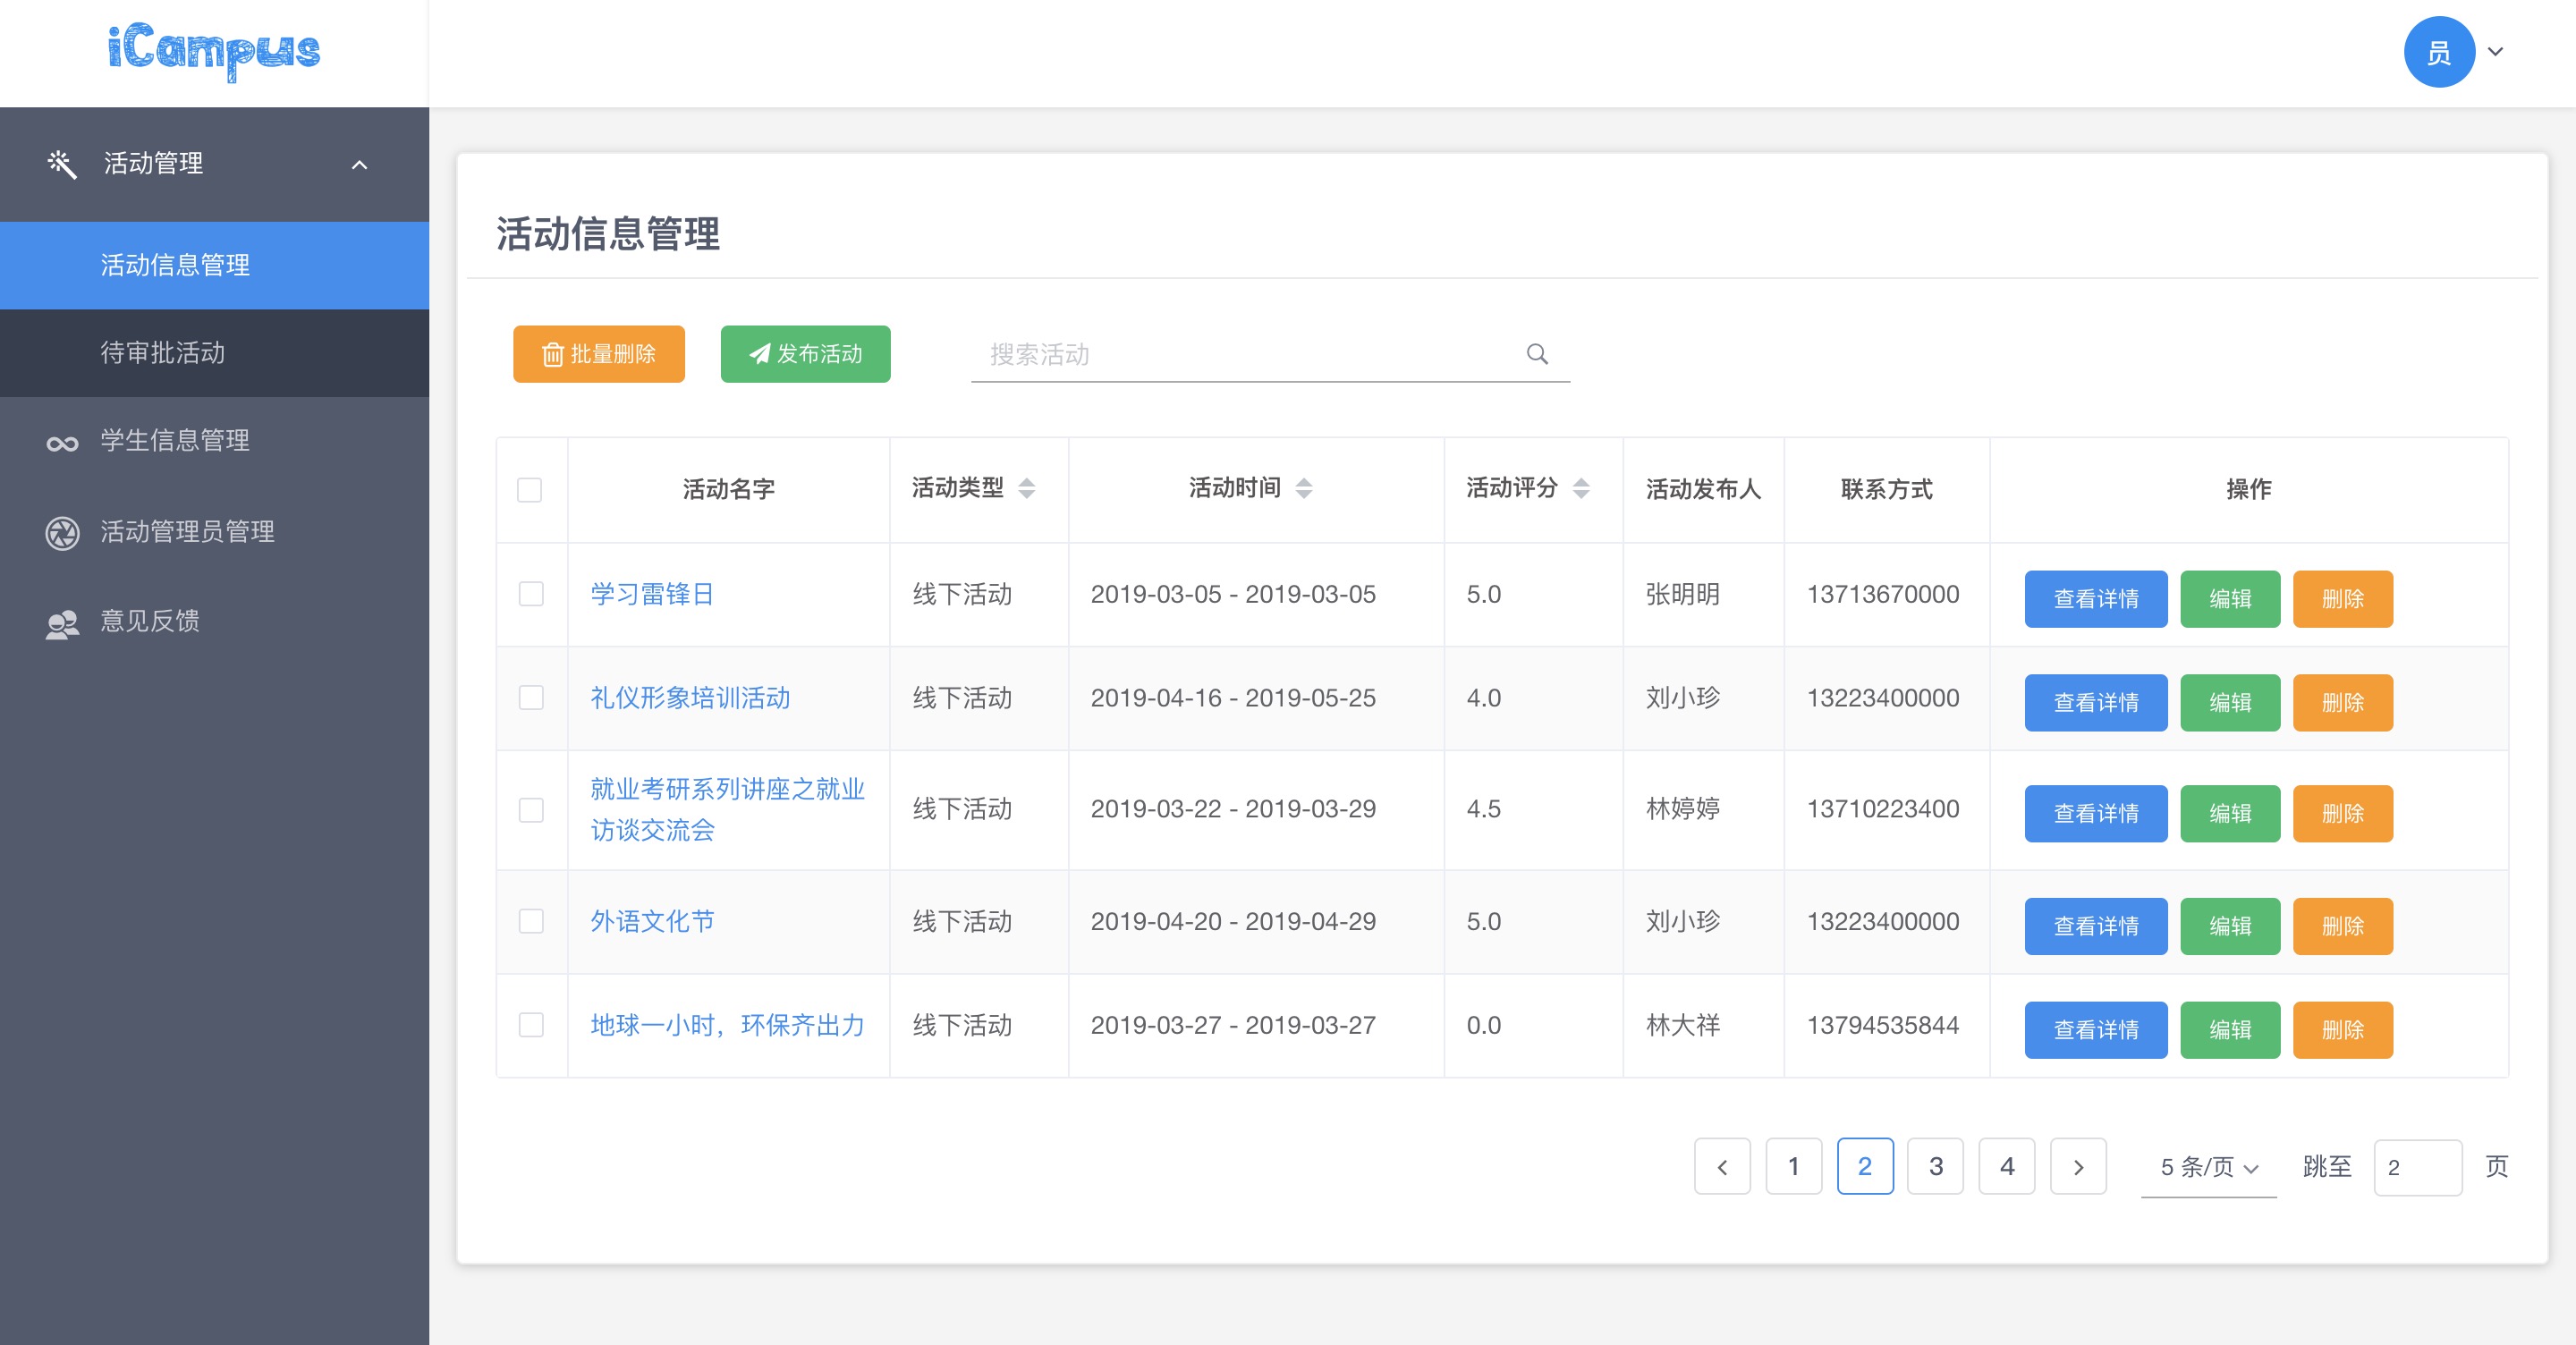 iCampus
员
活动管理
活动信息管理
待审批活动
学生信息管理
活动管理员管理
意见反馈
活动信息管理
批量删除 发布活动 搜索活动
活动名字 活动类型 活动时间 活动评分 活动发布人 联系方式 操作
学习雷锋日 线下活动 2019-03-05 - 2019-03-05 5.0 张明明 13713670000 查看详情 编辑 删除
礼仪形象培训活动 线下活动 2019-04-16 - 2019-05-25 4.0 刘小珍 13223400000 查看详情 编辑 删除
就业考研系列讲座之就业
访谈交流会 线下活动 2019-03-22 - 2019-03-29 4.5 林婷婷 13710223400 查看详情 编辑 删除
外语文化节 线下活动 2019-04-20 - 2019-04-29 5.0 刘小珍 13223400000 查看详情 编辑 删除
地球一小时，环保齐出力 线下活动 2019-03-27 - 2019-03-27 0.0 林大祥 13794535844 查看详情 编辑 删除
1 2 3 4 5 条/页 跳至 2 页